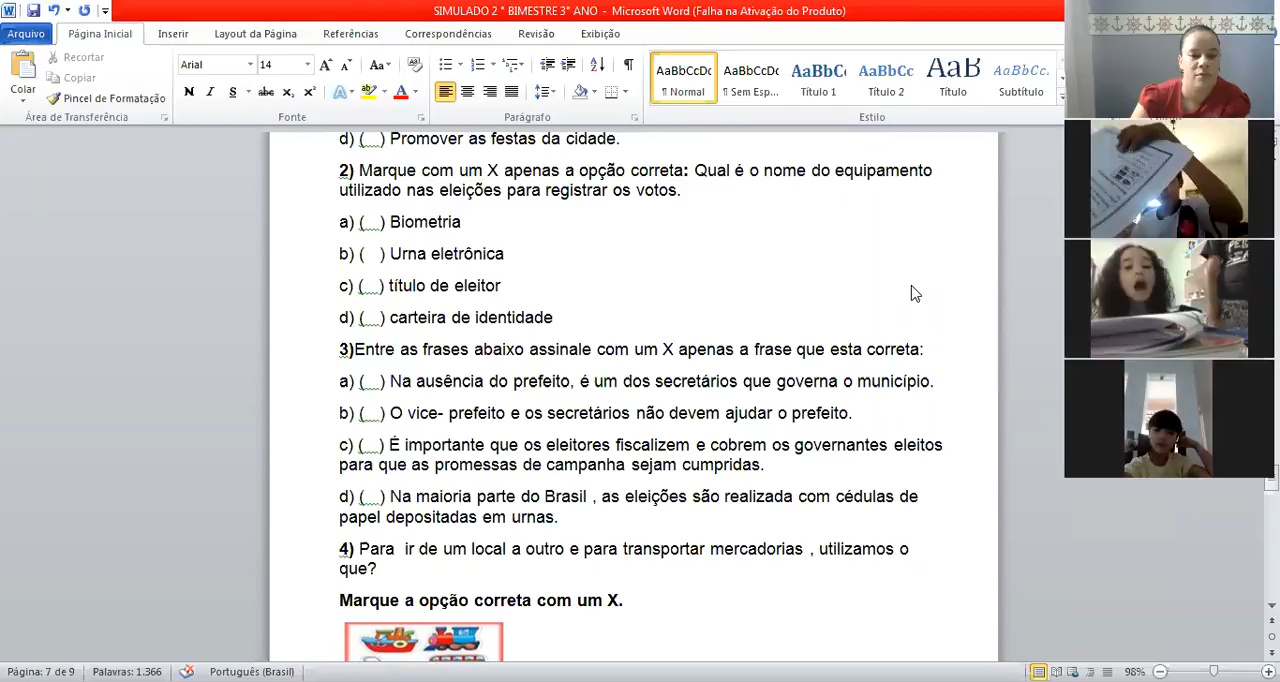 SIMULADO 2 " BIMESTRE 3° ANO - Microsoft Word (Falha na Ativação do Produto)
Arquivo Página Inicial Inserir Layout da Página Referências Correspondências Revisão Exibição
Recortar
Copiar
Colar
Pincel de Formatação
Área de Transferência
Arial 14
N I S abc x₂ x²
Fonte
Parágrafo
AaBbCcDc AaBbCcDc AaBbC AaBbCc AaB AaBbCc.
¶ Normal ¶ Sem Esp... Título 1 Título 2 Título Subtítulo
Estilo
d) (__) Promover as festas da cidade.
2) Marque com um X apenas a opção correta: Qual é o nome do equipamento
utilizado nas eleições para registrar os votos.
a) (__) Biometria
b) ( ) Urna eletrônica
c) (__) título de eleitor
d) (__) carteira de identidade
3)Entre as frases abaixo assinale com um X apenas a frase que esta correta:
a) (__) Na ausência do prefeito, é um dos secretários que governa o município.
b) (__) O vice- prefeito e os secretários não devem ajudar o prefeito.
c) (__) É importante que os eleitores fiscalizem e cobrem os governantes eleitos
para que as promessas de campanha sejam cumpridas.
d) (__) Na maioria parte do Brasil , as eleições são realizada com cédulas de
papel depositadas em urnas.
4) Para ir de um local a outro e para transportar mercadorias , utilizamos o
que?
Marque a opção correta com um X.
Página: 7 de 9 Palavras: 1.366 Português (Brasil) 98%